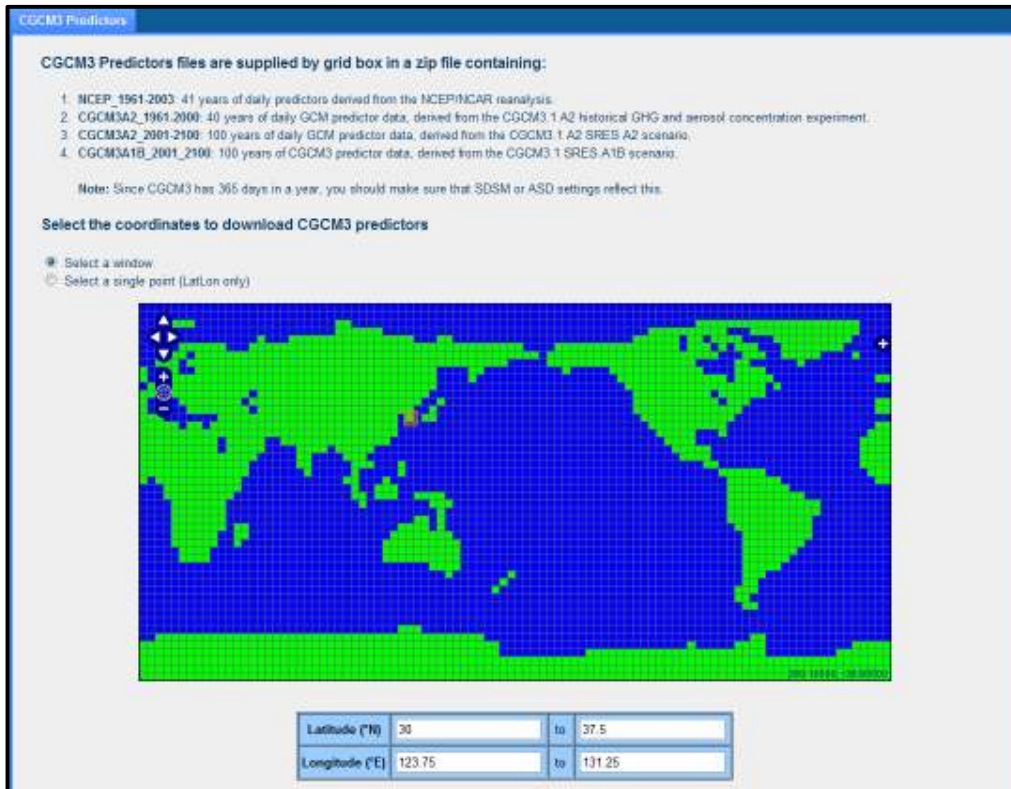 CGCM3 Predictors
CGCM3 Predictors files are supplied by grid box in a zip file containing:
1. NCEP_1961-2003: 41 years of daily predictors derived from the NCEP/NCAR reanalysis.
2. CGCM3A2_1961-2000: 40 years of daily GCM predictor data, derived from the CGCM3.1 A2 historical GHG and aerosol concentration experiment.
3. CGCM3A2_2001-2100: 100 years of daily GCM predictor data, derived from the CGCM3.1 A2 SRES A2 scenario.
4. CGCM3A1B_2001_2100: 100 years of CGCM3 predictor data, derived from the CGCM3.1 SRES A1B scenario.
Note: Since CGCM3 has 365 days in a year, you should make sure that SDSM or ASD settings reflect this.
Select the coordinates to download CGCM3 predictors
Select a window
Select a single point (LatLon only)
Latitude (°N) 30 to 37.5
Longitude (°E) 123.75 to 131.25